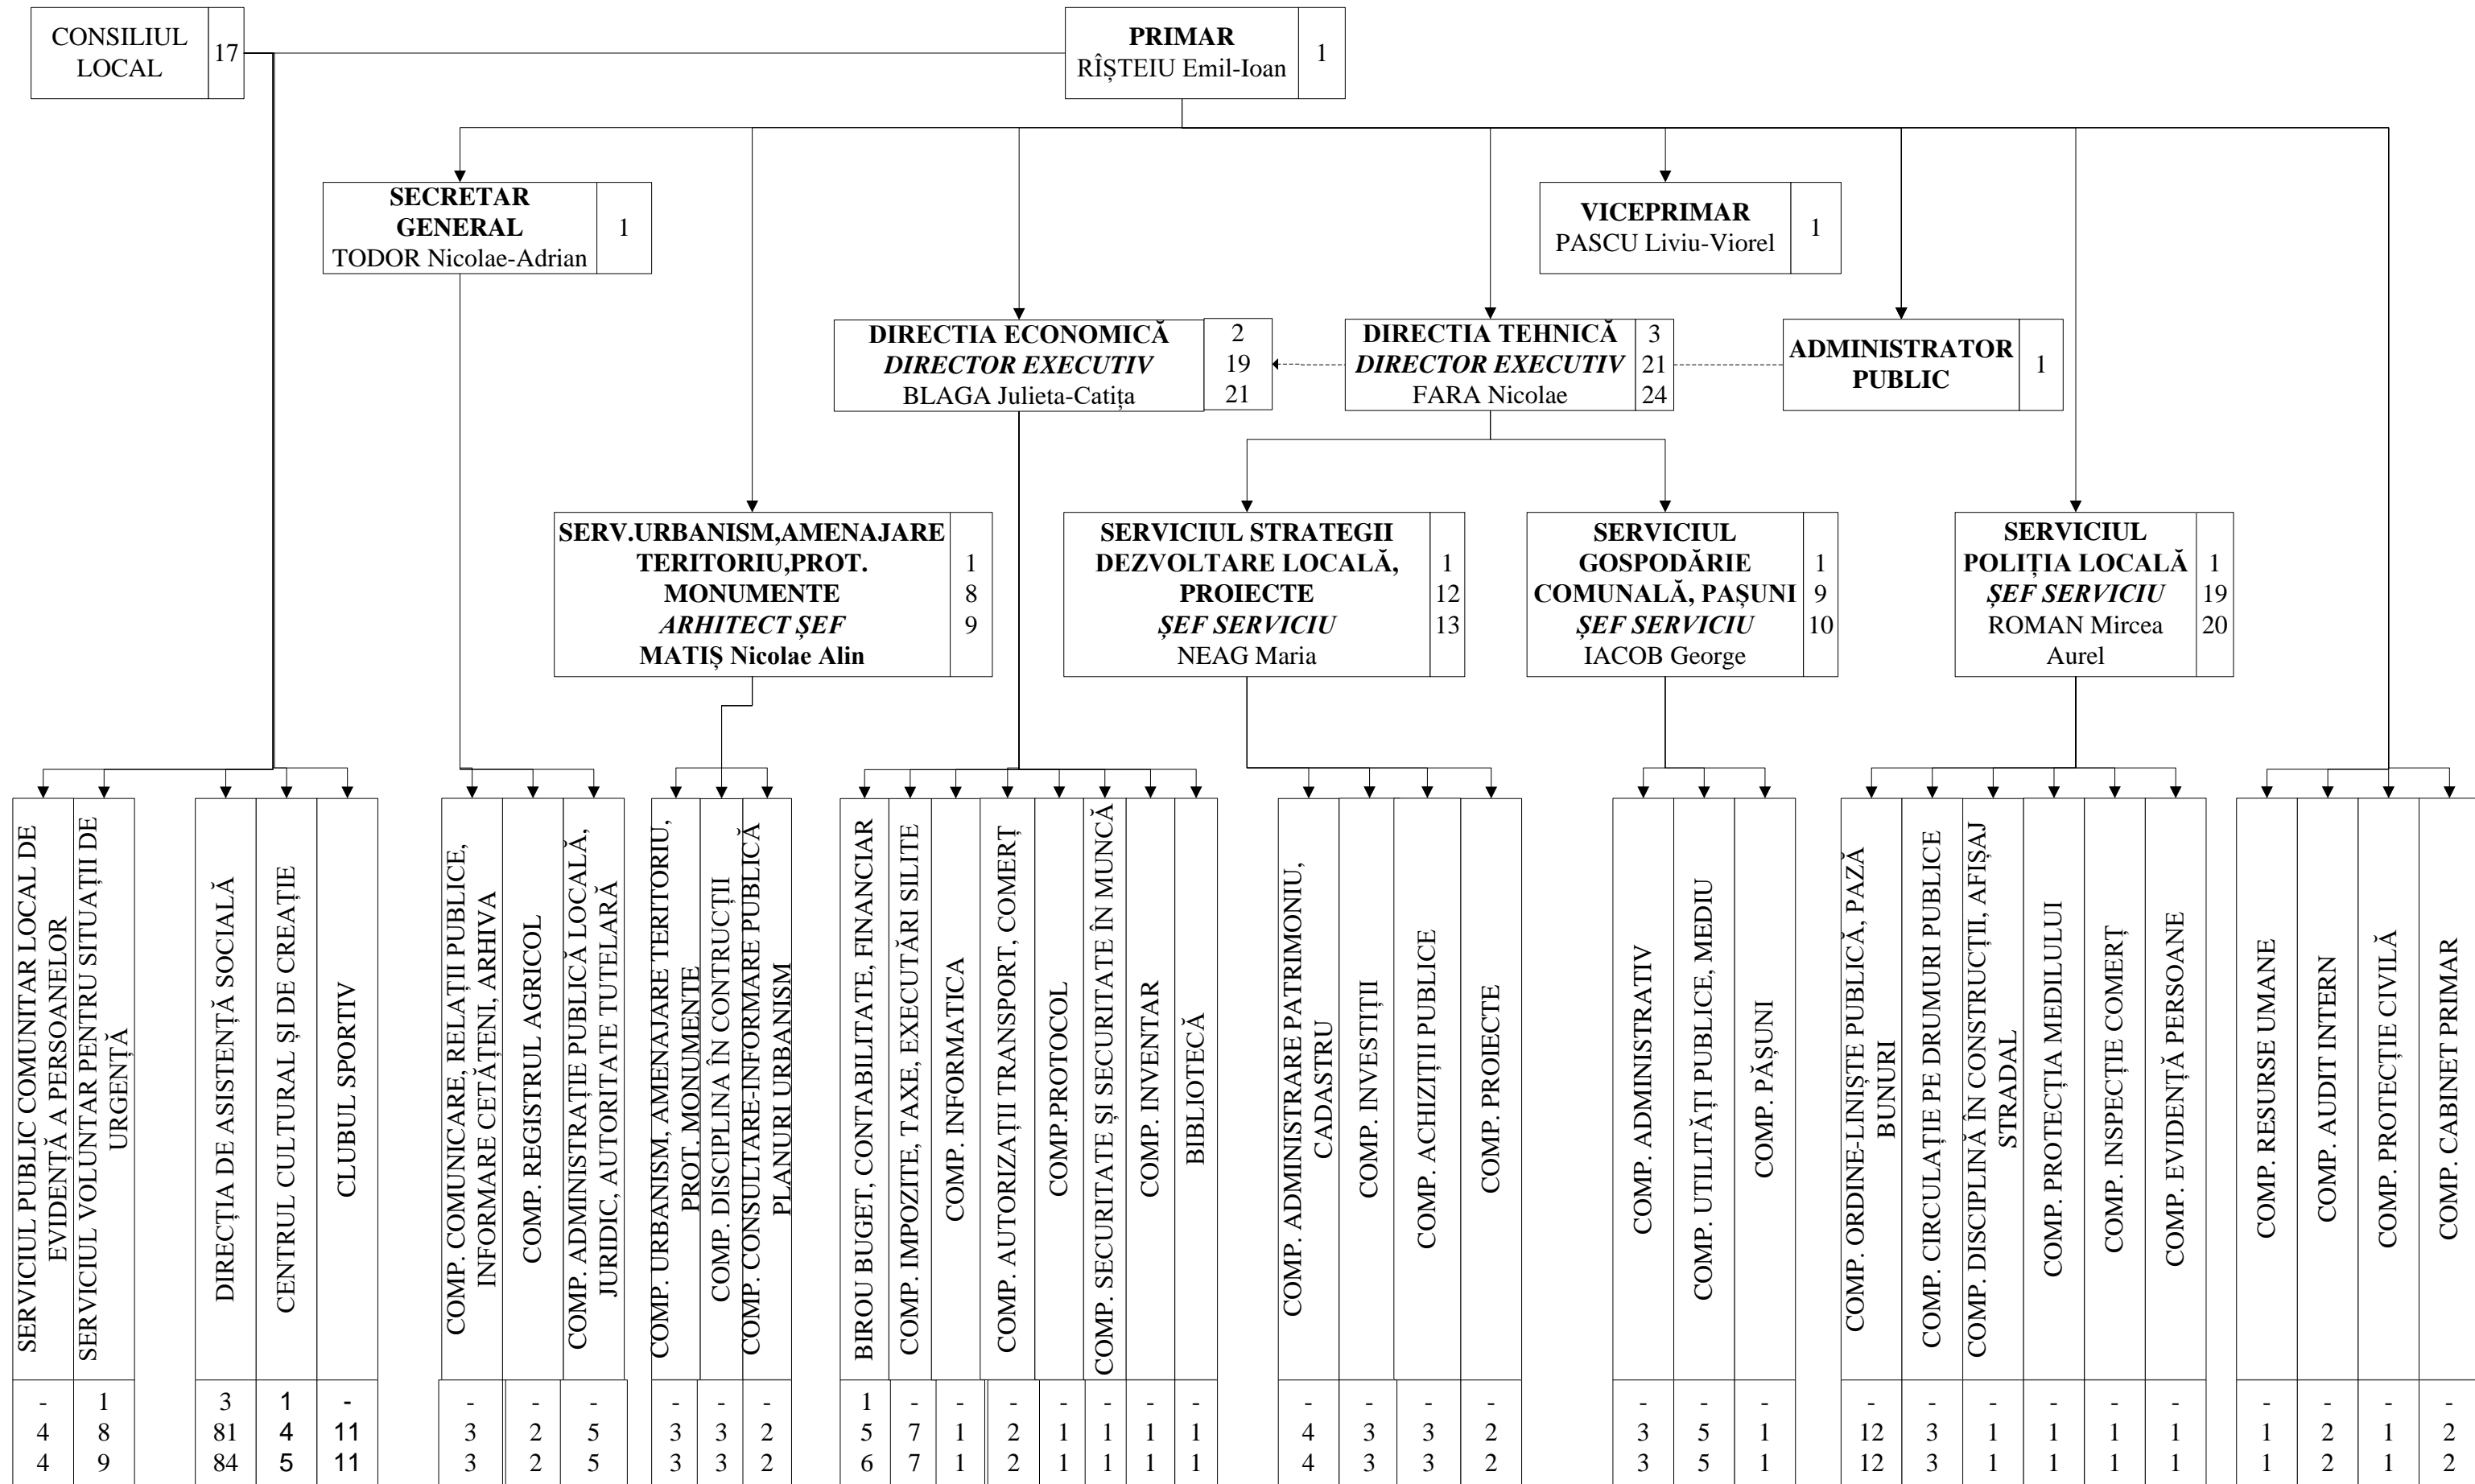 CONSILIUL
LOCAL
17
PRIMAR
RÎȘTEIU Emil-Ioan
1
SECRETAR
GENERAL
TODOR Nicolae-Adrian
1
VICEPRIMAR
PASCU Liviu-Viorel
1
DIRECTIA ECONOMICĂ
DIRECTOR EXECUTIV
BLAGA Julieta-Catița
2
19
21
DIRECTIA TEHNICĂ
DIRECTOR EXECUTIV
FARA Nicolae
3
21
24
ADMINISTRATOR
PUBLIC
1
SERV.URBANISM,AMENAJARE
TERITORIU,PROT.
MONUMENTE
ARHITECT ȘEF
MATIȘ Nicolae Alin
1
8
9
SERVICIUL STRATEGII
DEZVOLTARE LOCALĂ,
PROIECTE
ȘEF SERVICIU
NEAG Maria
1
12
13
SERVICIUL
GOSPODĂRIE
COMUNALĂ, PAȘUNI
ȘEF SERVICIU
IACOB George
1
9
10
SERVICIUL
POLIȚIA LOCALĂ
ȘEF SERVICIU
ROMAN Mircea
Aurel
1
19
20
SERVICIUL PUBLIC COMUNITAR LOCAL DE
EVIDENȚĂ A PERSOANELOR
-
4
4
SERVICIUL VOLUNTAR PENTRU SITUAȚII DE
URGENȚĂ
1
8
9
DIRECȚIA DE ASISTENȚĂ SOCIALĂ
3
81
84
CENTRUL CULTURAL ȘI DE CREAȚIE
1
4
5
CLUBUL SPORTIV
-
11
11
COMP. COMUNICARE, RELAȚII PUBLICE,
INFORMARE CETĂȚENI, ARHIVA
-
3
3
COMP. REGISTRUL AGRICOL
-
2
2
COMP. ADMINISTRAȚIE PUBLICĂ LOCALĂ,
JURIDIC, AUTORITATE TUTELARĂ
-
5
5
COMP. URBANISM, AMENAJARE TERITORIU,
PROT. MONUMENTE
-
3
3
COMP. DISCIPLINA ÎN CONTRUCȚII
-
3
3
COMP. CONSULTARE-INFORMARE PUBLICĂ
PLANURI URBANISM
-
2
2
BIROU BUGET, CONTABILITATE, FINANCIAR
1
5
6
COMP. IMPOZITE, TAXE, EXECUTĂRI SILITE
-
7
7
COMP. INFORMATICA
-
1
1
COMP. AUTORIZAȚII TRANSPORT, COMERȚ
-
2
2
COMP.PROTOCOL
-
1
1
COMP. SECURITATE ȘI SECURITATE ÎN MUNCĂ
-
1
1
COMP. INVENTAR
-
1
1
BIBLIOTECĂ
-
1
1
COMP. ADMINISTRARE PATRIMONIU,
CADASTRU
-
4
4
COMP. INVESTIȚII
-
3
3
COMP. ACHIZIȚII PUBLICE
-
3
3
COMP. PROIECTE
-
2
2
COMP. ADMINISTRATIV
-
3
3
COMP. UTILITĂȚI PUBLICE, MEDIU
-
5
5
COMP. PĂȘUNI
-
1
1
COMP. ORDINE-LINIȘTE PUBLICĂ, PAZĂ
BUNURI
-
12
12
COMP. CIRCULAȚIE PE DRUMURI PUBLICE
-
3
3
COMP. DISCIPLINĂ ÎN CONSTRUCȚII, AFIȘAJ
STRADAL
-
1
1
COMP. PROTECȚIA MEDILULUI
-
1
1
COMP. INSPECȚIE COMERȚ
-
1
1
COMP. EVIDENȚĂ PERSOANE
-
1
1
COMP. RESURSE UMANE
-
1
1
COMP. AUDIT INTERN
-
2
2
COMP. PROTECȚIE CIVILĂ
-
1
1
COMP. CABINET PRIMAR
-
2
2